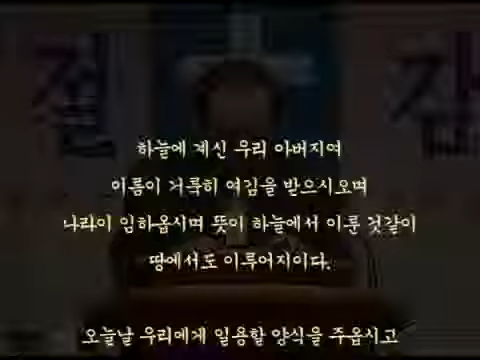 절
하늘에 계신 우리 아버지여
이름이 거룩히 여김을 받으시오며
나라이 임하옵시며 뜻이 하늘에서 이룬 것같이
땅에서도 이루어지이다.
오늘날 우리에게 일용할 양식을 주옵시고